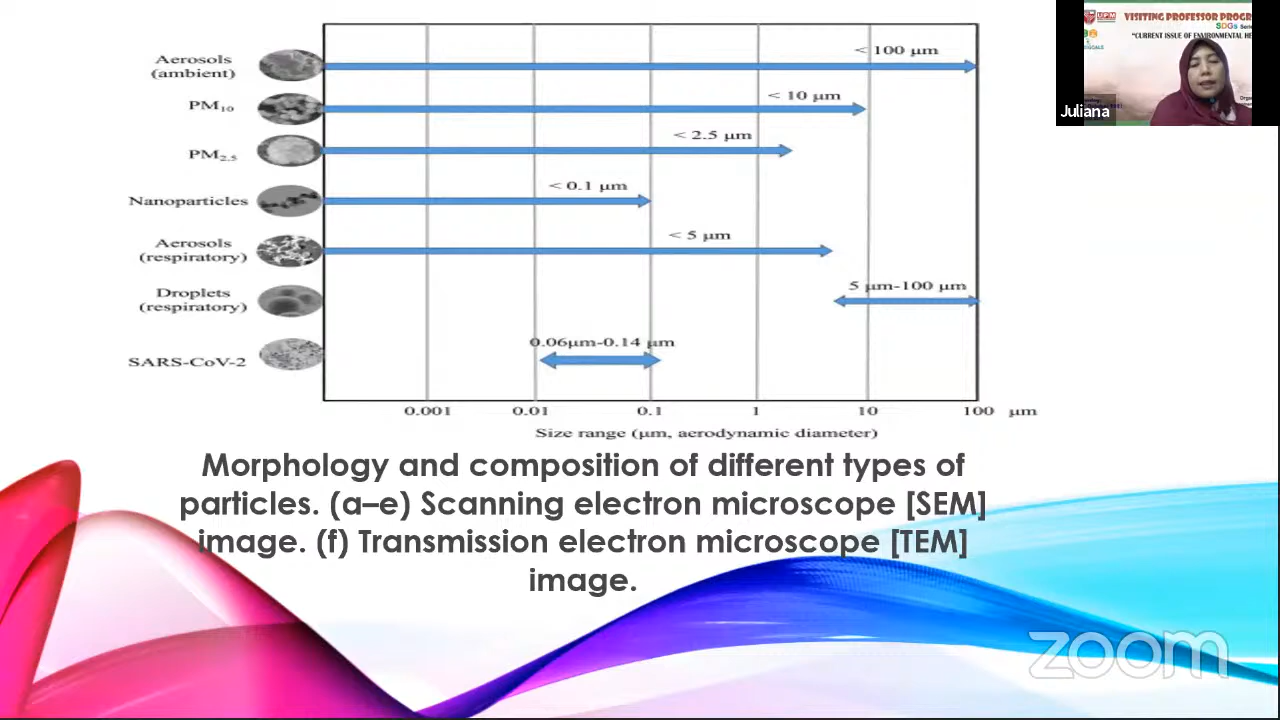 Aerosols
(ambient)
< 100 μm
PM10
< 10 μm
PM2.5
< 2.5 μm
Nanoparticles
< 0.1 μm
Aerosols
(respiratory)
< 5 μm
Droplets
(respiratory)
5 μm-100 μm
SARS-CoV-2
0.06μm-0.14 μm
0.001 0.01 0.1 1 10 100 μm
Size range (μm, aerodynamic diameter)
Morphology and composition of different types of
particles. (a–e) Scanning electron microscope [SEM]
image. (f) Transmission electron microscope [TEM]
image.
UPM
VISITING PROFESSOR PROGR
SDGs
"CURRENT ISSUE OF ENVIRONMENTAL HE
Juliana
zoom